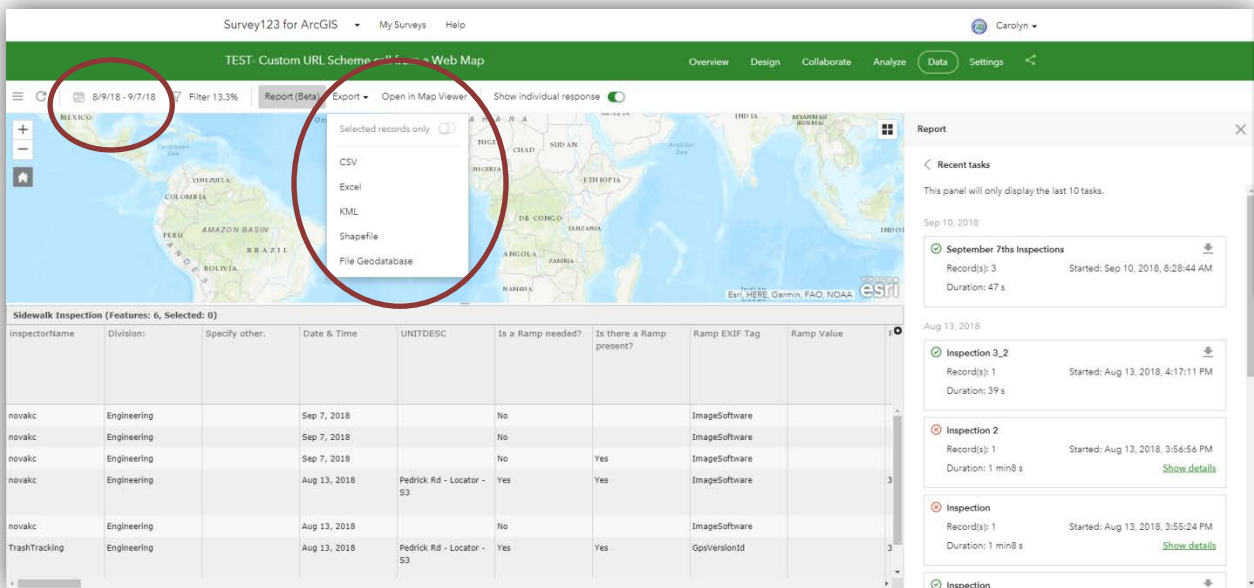 Survey123 for ArcGIS My Surveys Help Carolyn
TEST- Custom URL Scheme call from a Web Map Overview Design Collaborate Analyze Data Settings
8/9/18 - 9/7/18 Filter 13.3% Report (Beta) Export Open in Map Viewer Show individual response
Selected records only
CSV
Excel
KML
Shapefile
File Geodatabase
MEXICO
Caribbean Sea
VENEZUELA
COLOMBIA
AMAZON BASIN
PERU
BRAZIL
BOLIVIA
CHAD
SUDAN
NIGERIA
ETHIOPIA
DR CONGO
TANZANIA
ANGOLA
ZAMBIA
NAMIBIA
Arabian Sea
INDIA
Esri, HERE, Garmin, FAO, NOAA
esri
Report
Recent tasks
This panel will only display the last 10 tasks.
Sep 10, 2018
September 7ths Inspections
Record(s): 3 Started: Sep 10, 2018, 8:28:44 AM
Duration: 47 s
Aug 13, 2018
Inspection 3_2
Record(s): 1 Started: Aug 13, 2018, 4:17:11 PM
Duration: 39 s
Inspection 2
Record(s): 1 Started: Aug 13, 2018, 3:56:56 PM
Duration: 1 min8 s Show details
Inspection
Record(s): 1 Started: Aug 13, 2018, 3:55:24 PM
Duration: 1 min8 s Show details
Inspection
Sidewalk Inspection (Features: 6, Selected: 0)
inspectorName Division: Specify other. Date & Time UNITDESC Is a Ramp needed? Is there a Ramp present? Ramp EXIF Tag Ramp Value
novakc Engineering Sep 7, 2018 No ImageSoftware
novakc Engineering Sep 7, 2018 No ImageSoftware
novakc Engineering Sep 7, 2018 No Yes ImageSoftware
novakc Engineering Aug 13, 2018 Pedrick Rd - Locator - S3 Yes Yes ImageSoftware 3
novakc Engineering Aug 13, 2018 No ImageSoftware
TrashTracking Engineering Aug 13, 2018 Pedrick Rd - Locator - S3 Yes Yes GpsVersionId 3